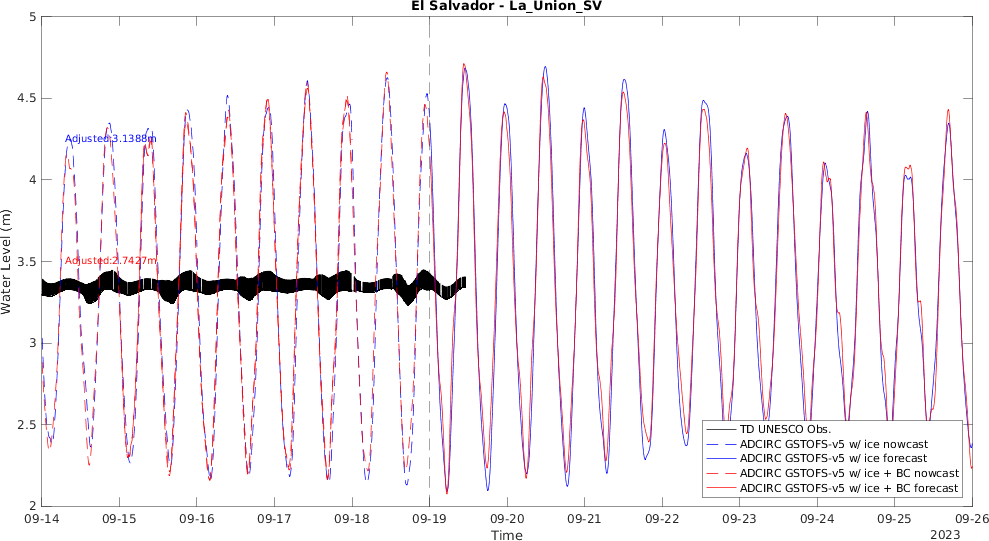 El Salvador - La_Union_SV
5
4.5
4
3.5
3
2.5
2
Water Level (m)
Adjusted:3.1388m
Adjusted:2.7427m
TD UNESCO Obs.
ADCIRC GSTOFS-v5 w/ ice nowcast
ADCIRC GSTOFS-v5 w/ ice forecast
ADCIRC GSTOFS-v5 w/ ice + BC nowcast
ADCIRC GSTOFS-v5 w/ ice + BC forecast
09-14 09-15 09-16 09-17 09-18 09-19 09-20 09-21 09-22 09-23 09-24 09-25 09-26
Time
2023